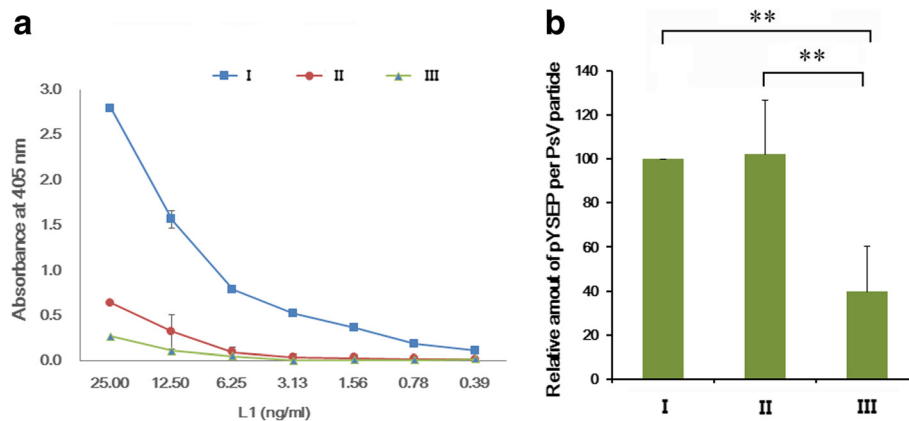 a
I II III
3.0
2.5
2.0
1.5
1.0
0.5
0.0
Absorbance at 405 nm
25.00 12.50 6.25 3.13 1.56 0.78 0.39
L1 (ng/ml)
b
**
**
140
120
100
80
60
40
20
0
Relative amout of pYSEP per PsV particle
I II III